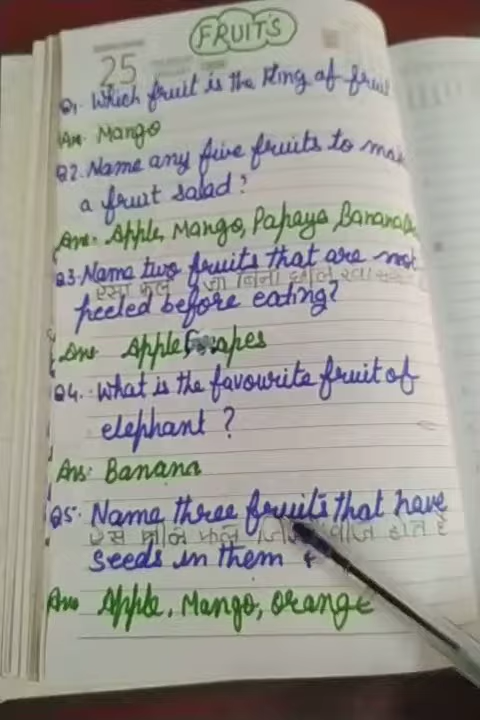 FRUITS
25
Q1. Which fruit is the King of fruit
Ans. Mango
Q2. Name any five fruits to mak
a fruit salad?
Ans. Apple, Mango, Papaya, Banana,
Q3. Name two fruits that are not
ऐसा फल जो बिना छीले खा सक
peeled before eating?
Ans Apple, Grapes
Q4. What is the favourite fruit of
elephant ?
Ans: Banana
Q5. Name three fruits that have
फल बीज होते है
seeds in them
Ans Apple, Mango, orange